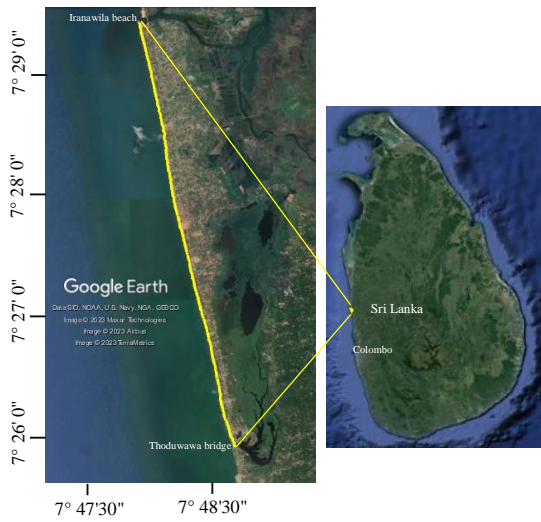 Iranawila beach
7° 29' 0"
7° 28' 0"
Google Earth
Data SIO, NOAA, U.S. Navy, NGA, GEBCO
Image © 2023 Maxar Technologies
Image © 2023 Airbus
Image © 2023 TerraMetrics
7° 27' 0"
Sri Lanka
Colombo
7° 26' 0"
Thoduwawa bridge
7° 47'30"
7° 48'30"